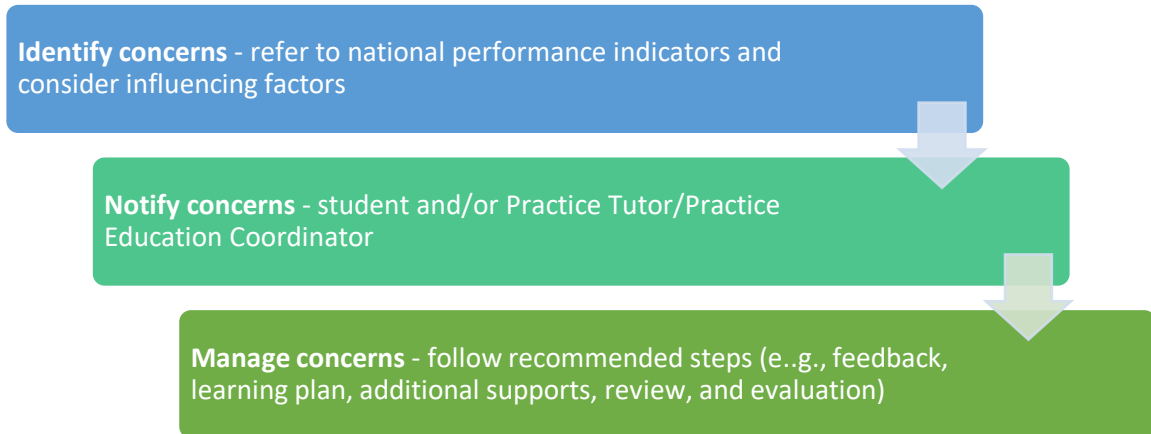 Identify concerns - refer to national performance indicators and
consider influencing factors
Notify concerns - student and/or Practice Tutor/Practice
Education Coordinator
Manage concerns - follow recommended steps (e..g., feedback,
learning plan, additional supports, review, and evaluation)